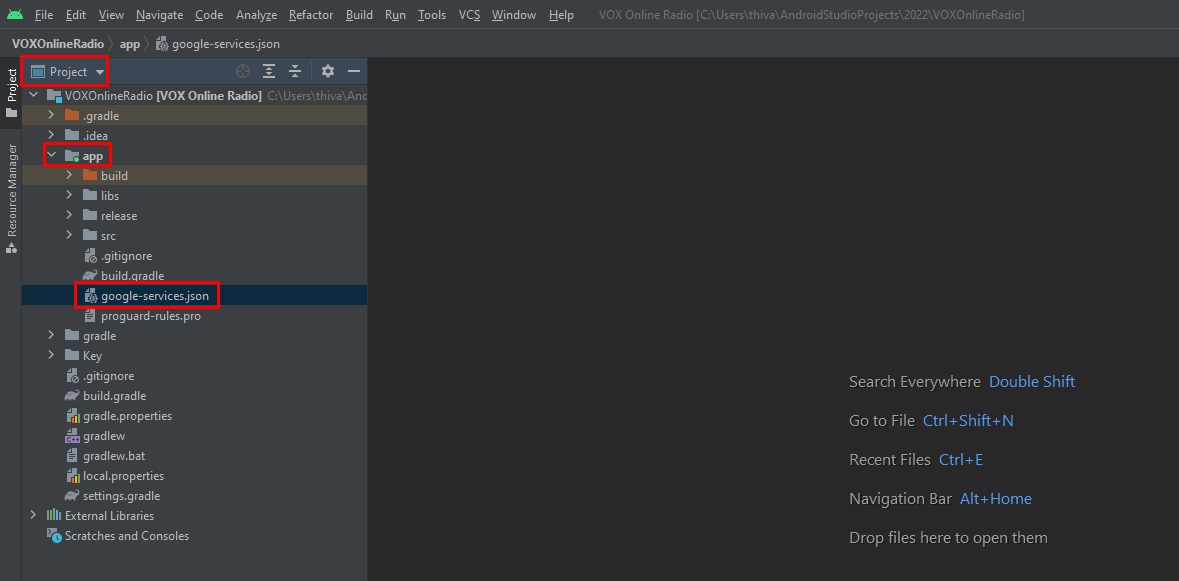 File Edit View Navigate Code Analyze Refactor Build Run Tools VCS Window Help VOX Online Radio [C:\Users\thiva\AndroidStudioProjects\2022\VOXOnlineRadio]
VOXOnlineRadio app google-services.json
Project
Project
Resource Manager
VOXOnlineRadio [VOX Online Radio] C:\Users\thiva\Anc
.gradle
.idea
app
build
libs
release
src
.gitignore
build.gradle
google-services.json
proguard-rules.pro
gradle
Key
.gitignore
build.gradle
gradle.properties
gradlew
gradlew.bat
local.properties
settings.gradle
External Libraries
Scratches and Consoles
Search Everywhere Double Shift
Go to File Ctrl+Shift+N
Recent Files Ctrl+E
Navigation Bar Alt+Home
Drop files here to open them